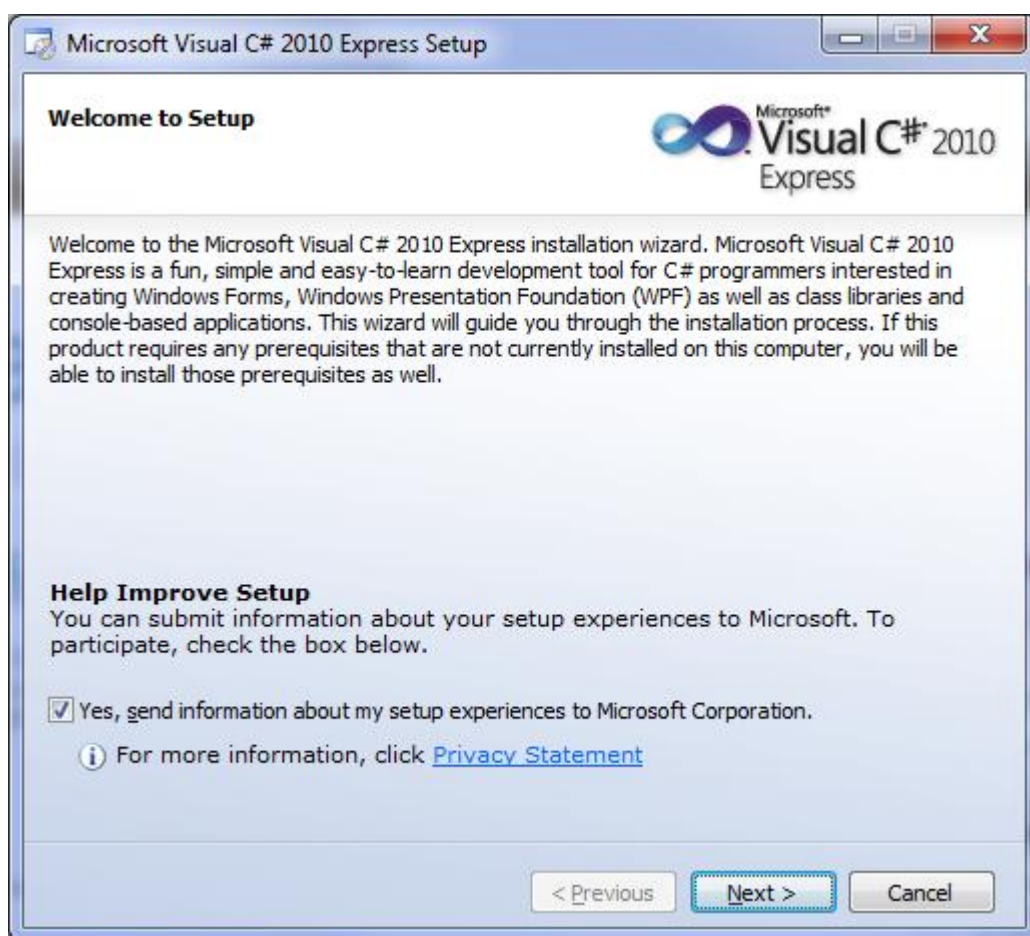 Microsoft Visual C# 2010 Express Setup
Welcome to Setup
Microsoft®
Visual C#® 2010
Express
Welcome to the Microsoft Visual C# 2010 Express installation wizard. Microsoft Visual C# 2010
Express is a fun, simple and easy-to-learn development tool for C# programmers interested in
creating Windows Forms, Windows Presentation Foundation (WPF) as well as class libraries and
console-based applications. This wizard will guide you through the installation process. If this
product requires any prerequisites that are not currently installed on this computer, you will be
able to install those prerequisites as well.
Help Improve Setup
You can submit information about your setup experiences to Microsoft. To
participate, check the box below.
Yes, send information about my setup experiences to Microsoft Corporation.
For more information, click Privacy Statement
< Previous Next > Cancel